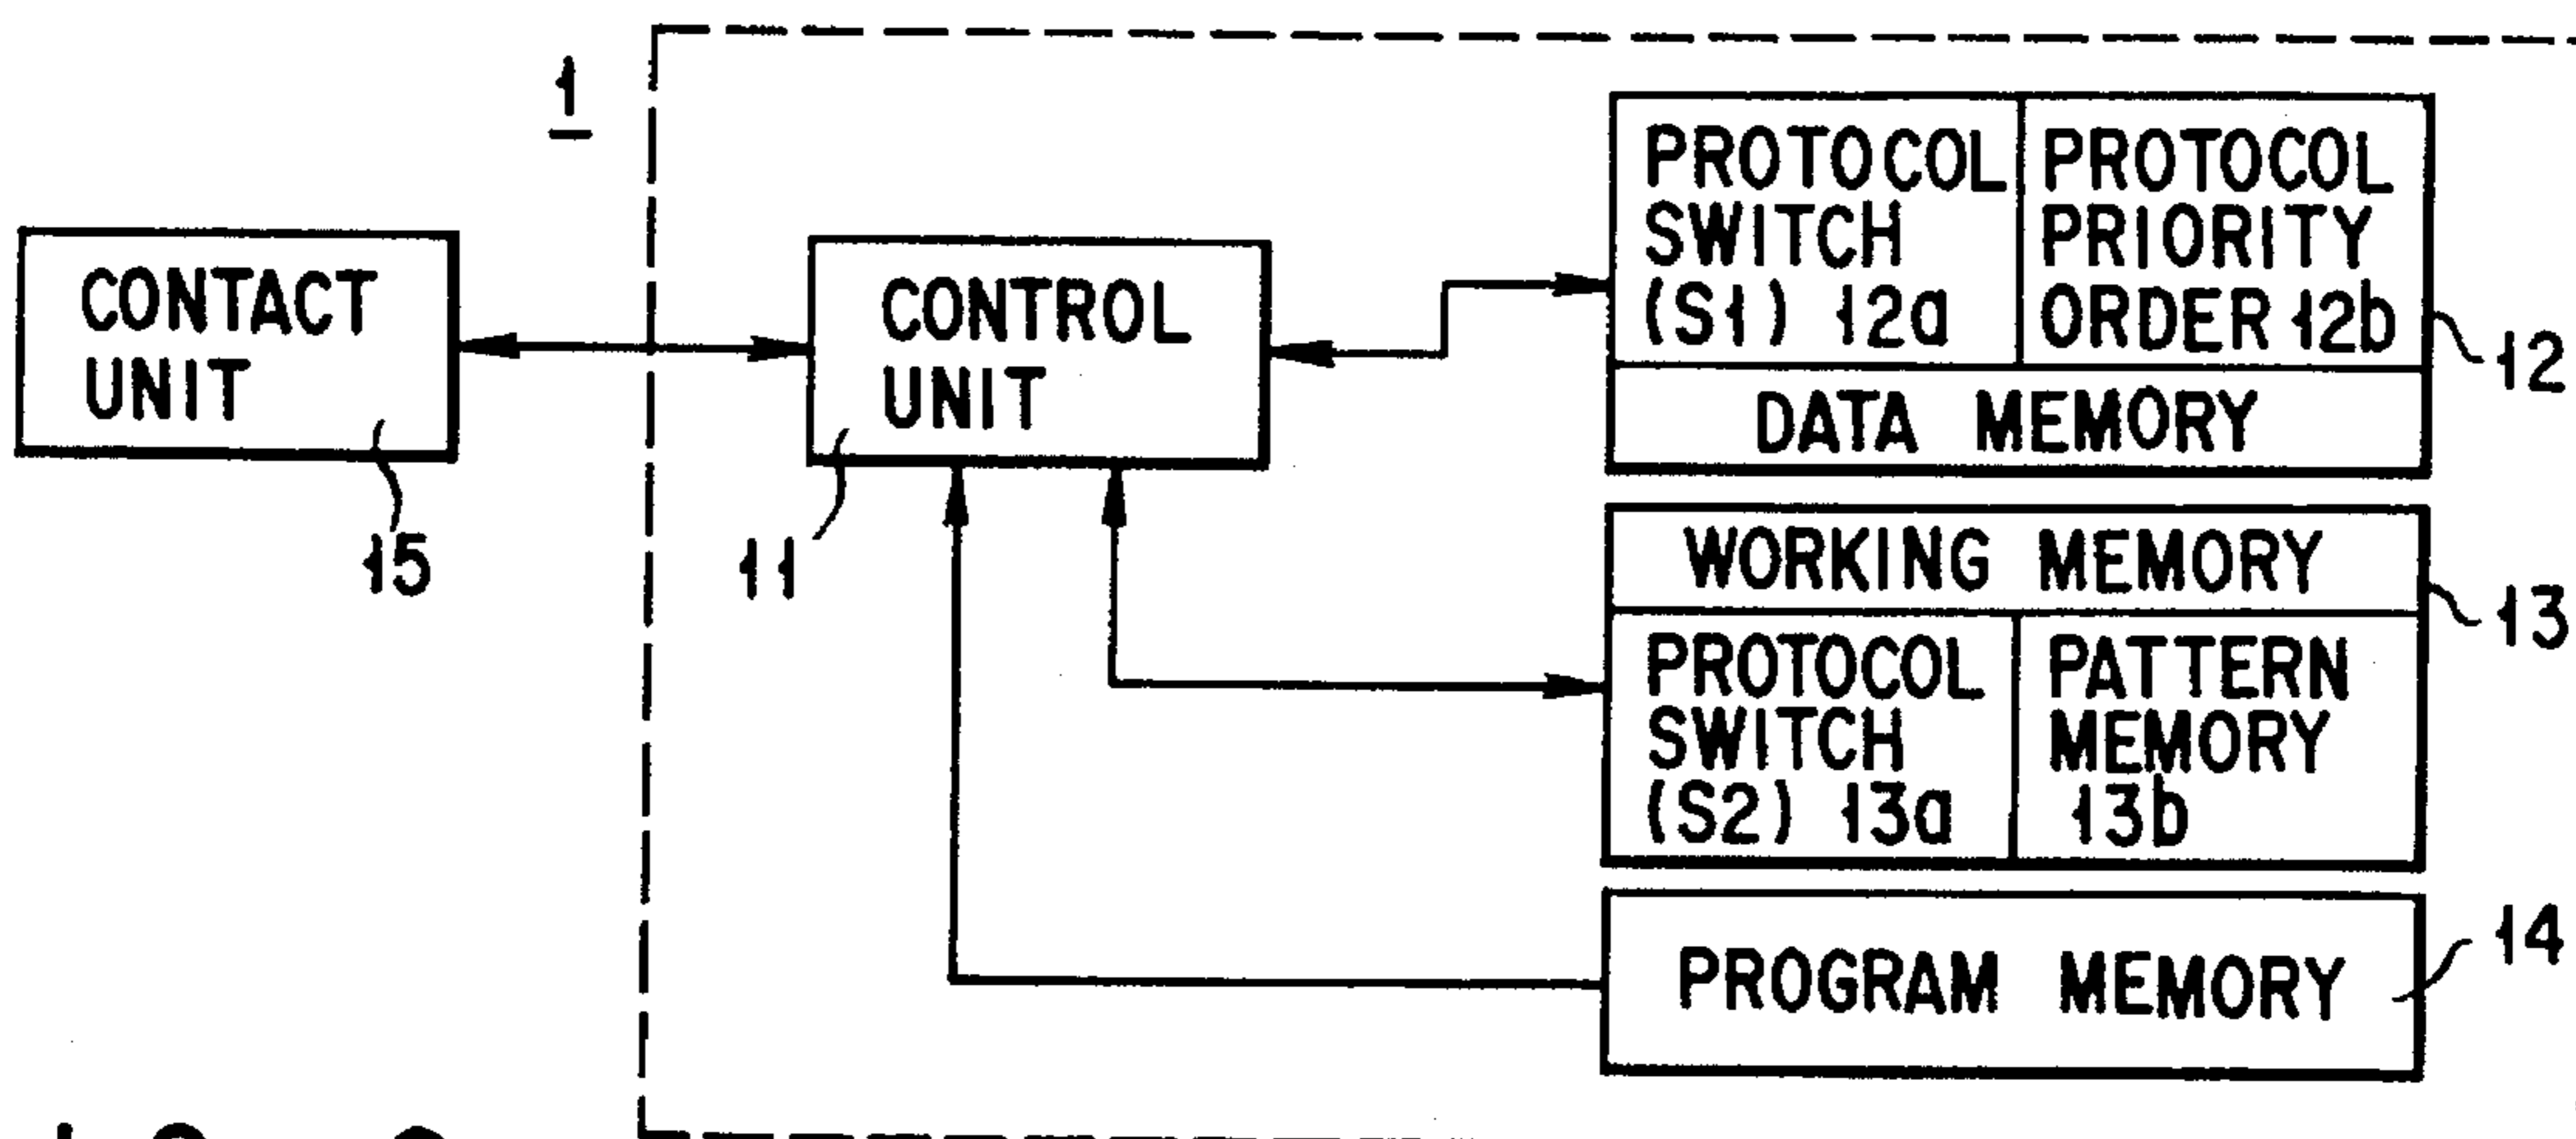 1
CONTACT
UNIT
15
CONTROL
UNIT
11
PROTOCOL
SWITCH
(S1) 12a
PROTOCOL
PRIORITY
ORDER 12b
DATA MEMORY
12
WORKING MEMORY
13
PROTOCOL
SWITCH
(S2) 13a
PATTERN
MEMORY
13b
PROGRAM MEMORY
14